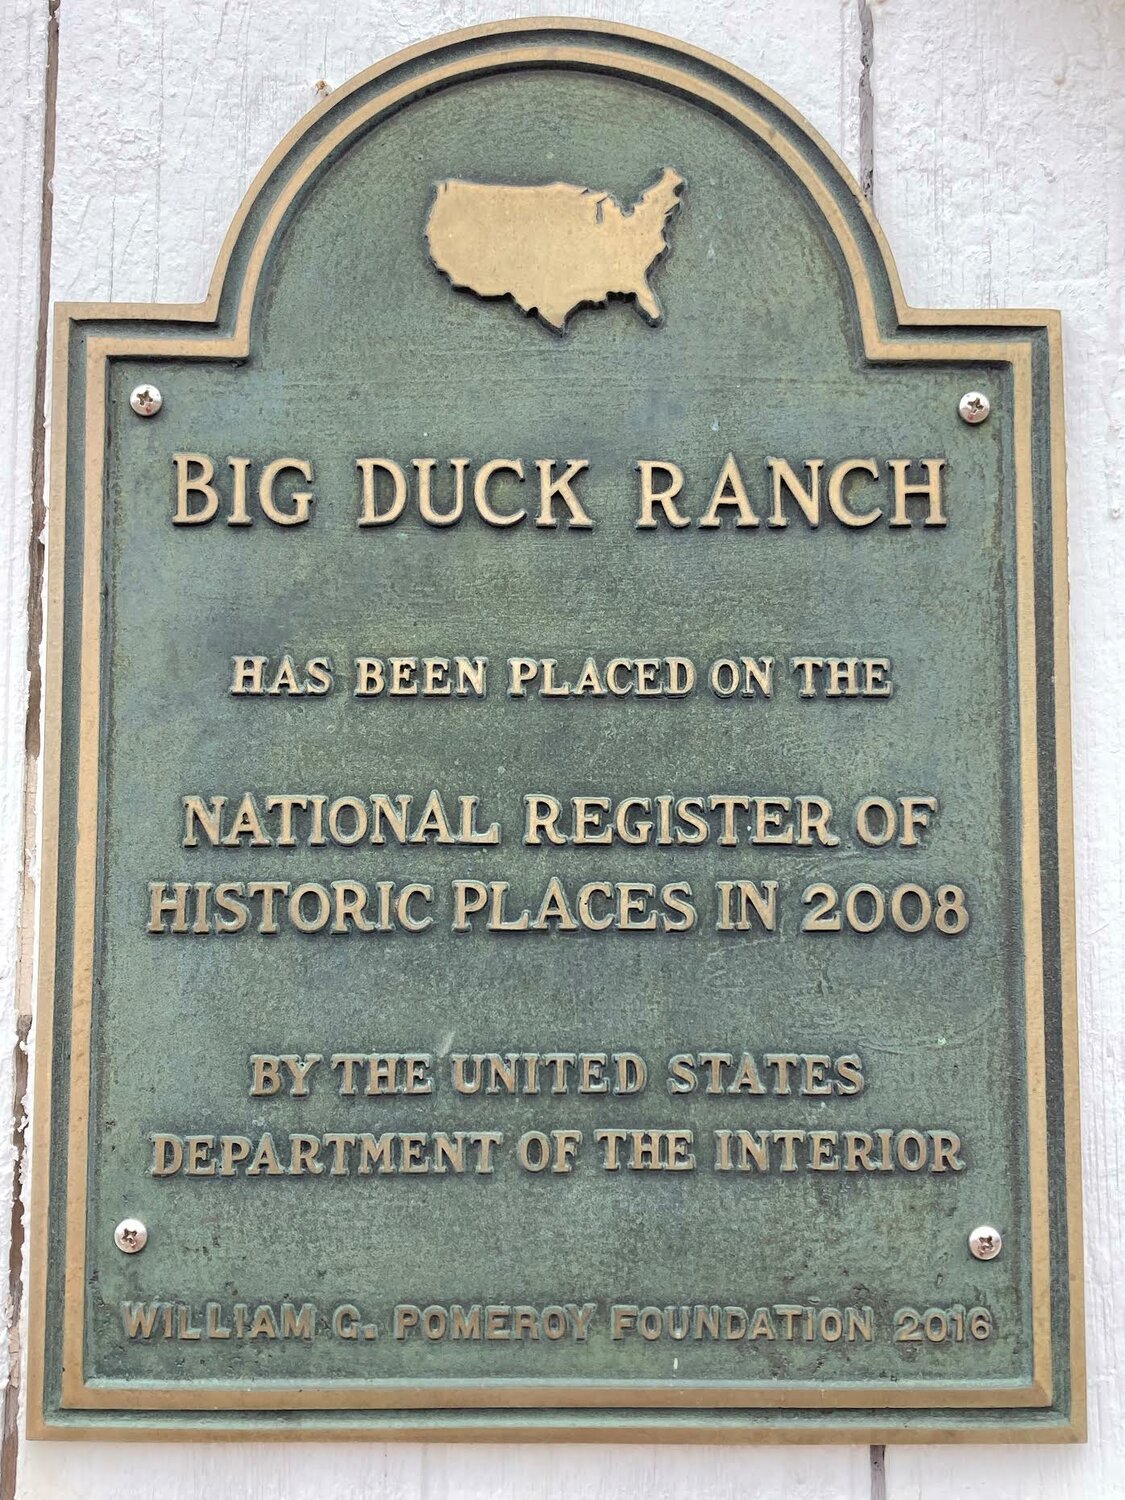 BIG DUCK RANCH
HAS BEEN PLACED ON THE
NATIONAL REGISTER OF
HISTORIC PLACES IN 2008
BY THE UNITED STATES
DEPARTMENT OF THE INTERIOR
WILLIAM G. POMEROY FOUNDATION 2016